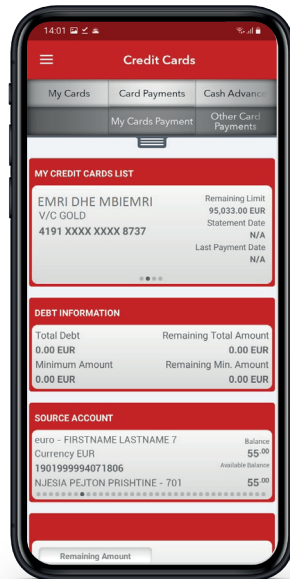 14:01
Credit Cards
My Cards Card Payments Cash Advance
My Cards Payment Other Card Payments
MY CREDIT CARDS LIST
EMRI DHE MBIEMRI Remaining Limit
V/C GOLD 95,033.00 EUR
4191 XXXX XXXX 8737 Statement Date
N/A
Last Payment Date
N/A
DEBT INFORMATION
Total Debt Remaining Total Amount
0.00 EUR 0.00 EUR
Minimum Amount Remaining Min. Amount
0.00 EUR 0.00 EUR
SOURCE ACCOUNT
euro - FIRSTNAME LASTNAME 7 Balance
Currency EUR 55.00
1901999994071806 Available Balance
NJESIA PEJTON PRISHTINE - 701 55.00
Remaining Amount